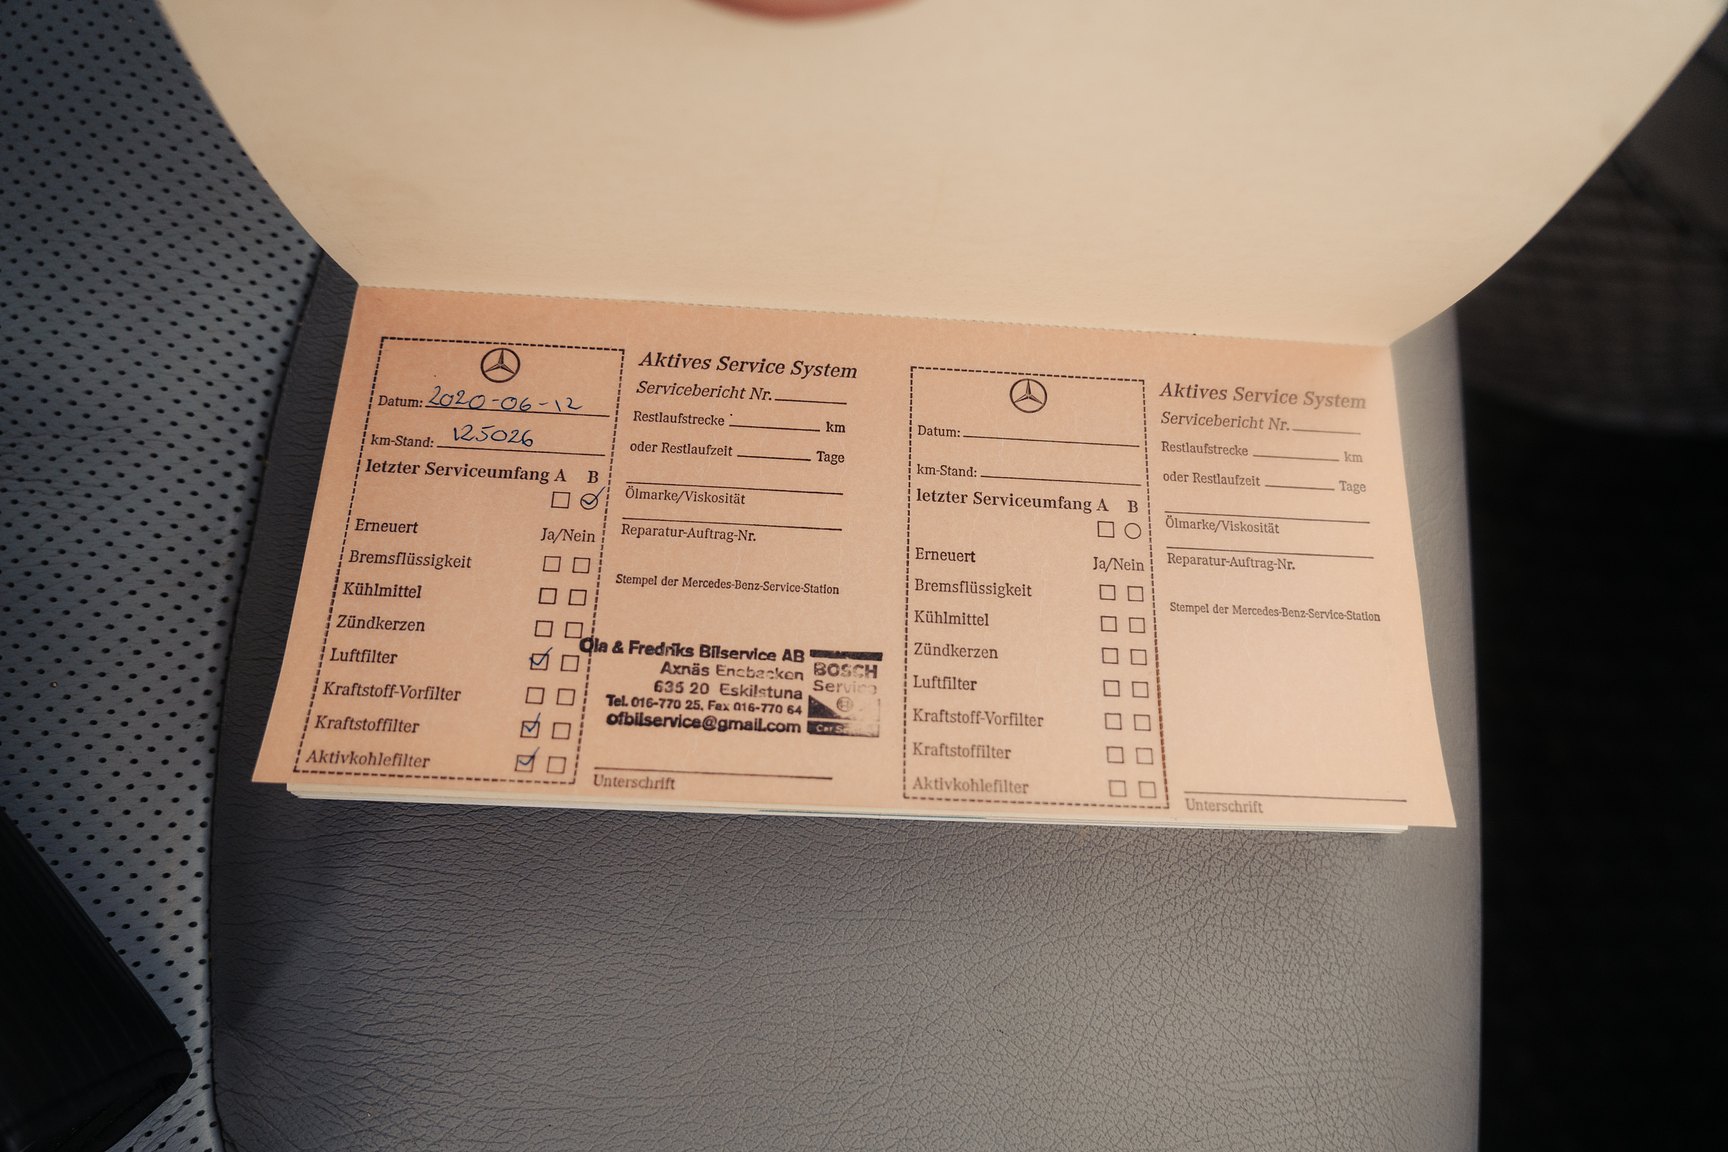 Datum: 2020-06-12
km-Stand: 125026
letzter Serviceumfang A B
Erneuert Ja/Nein
Bremsflüssigkeit
Kühlmittel
Zündkerzen
Luftfilter
Kraftstoff-Vorfilter
Kraftstoffilter
Aktivkohlefilter
Aktives Service System
Servicebericht Nr.
Restlaufstrecke km
oder Restlaufzeit Tage
Ölmarke/Viskosität
Reparatur-Auftrag-Nr.
Stempel der Mercedes-Benz-Service-Station
Ola & Fredriks Bilservice AB
Axnäs Enebacken
635 20 Eskilstuna
Tel. 016-770 25, Fax 016-770 64
ofbilservice@gmail.com
BOSCH
Service
Unterschrift
Datum:
km-Stand:
letzter Serviceumfang A B
Erneuert Ja/Nein
Bremsflüssigkeit
Kühlmittel
Zündkerzen
Luftfilter
Kraftstoff-Vorfilter
Kraftstoffilter
Aktivkohlefilter
Aktives Service System
Servicebericht Nr.
Restlaufstrecke km
oder Restlaufzeit Tage
Ölmarke/Viskosität
Reparatur-Auftrag-Nr.
Stempel der Mercedes-Benz-Service-Station
Unterschrift